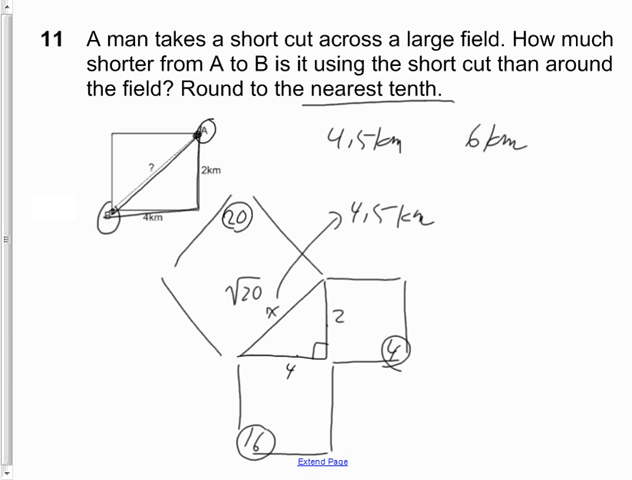 11 A man takes a short cut across a large field. How much
shorter from A to B is it using the short cut than around
the field? Round to the nearest tenth.
4,5km 6km
A
?
2km
B
4km
20
4,5km
√20
x
2
4
4
16
Extend Page